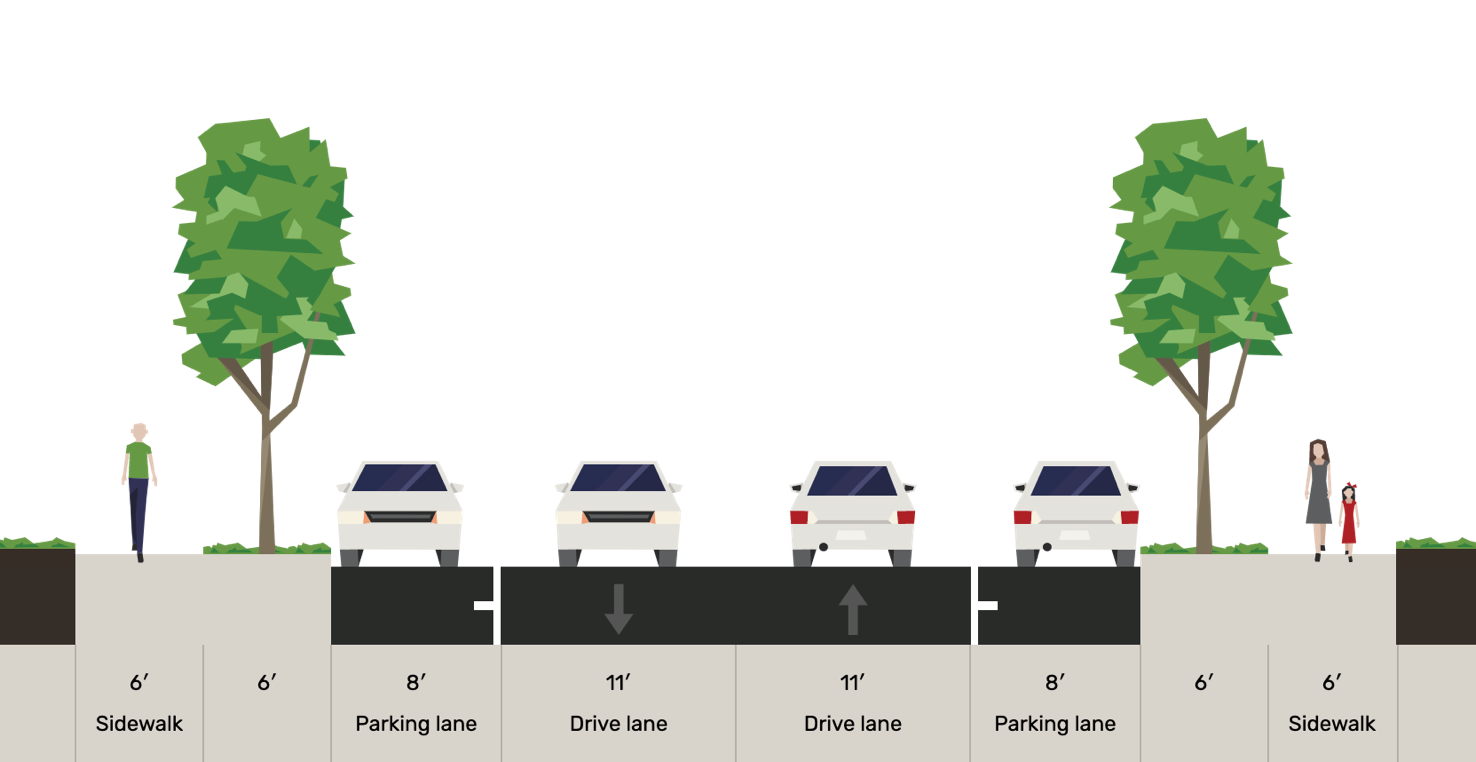 6′ 6′ 8′ 11′ 11′ 8′ 6′ 6′
Sidewalk Parking lane Drive lane Drive lane Parking lane Sidewalk